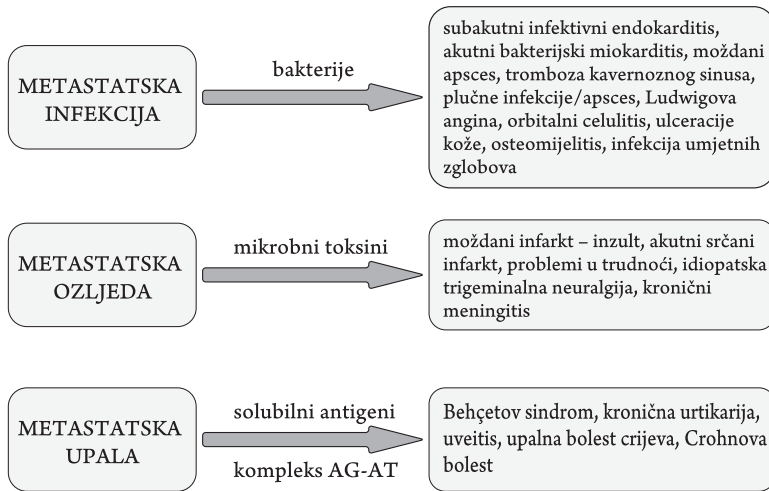 METASTATSKA
INFEKCIJA
bakterije
subakutni infektivni endokarditis,
akutni bakterijski miokarditis, moždani
apsces, tromboza kavernoznog sinusa,
plučne infekcije/apsces, Ludwigova
angina, orbitalni celulitis, ulceracije
kože, osteomijelitis, infekcija umjetnih
zglobova
METASTATSKA
OZLJEDA
mikrobni toksini
moždani infarkt – inzult, akutni srčani
infarkt, problemi u trudnoći, idiopatska
trigeminalna neuralgija, kronični
meningitis
METASTATSKA
UPALA
solubilni antigeni
kompleks AG-AT
Behçetov sindrom, kronična urtikarija,
uveitis, upalna bolest crijeva, Crohnova
bolest